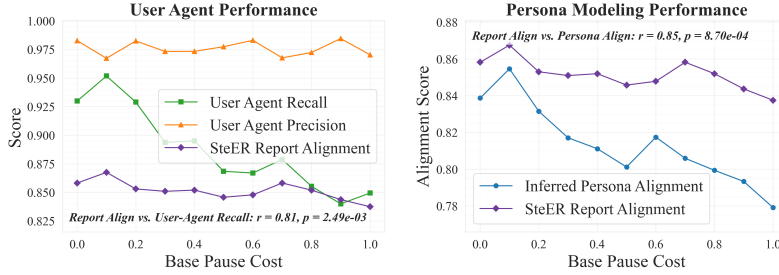 User Agent Performance
1.000
0.975
0.950
0.925
0.900
0.875
0.850
0.825
Score
User Agent Recall
User Agent Precision
SteER Report Alignment
Report Align vs. User-Agent Recall: r = 0.81, p = 2.49e-03
0.0 0.2 0.4 0.6 0.8 1.0
Base Pause Cost
Persona Modeling Performance
0.88
0.86
0.84
0.82
0.80
0.78
Alignment Score
Report Align vs. Persona Align: r = 0.85, p = 8.70e-04
Inferred Persona Alignment
SteER Report Alignment
0.0 0.2 0.4 0.6 0.8 1.0
Base Pause Cost